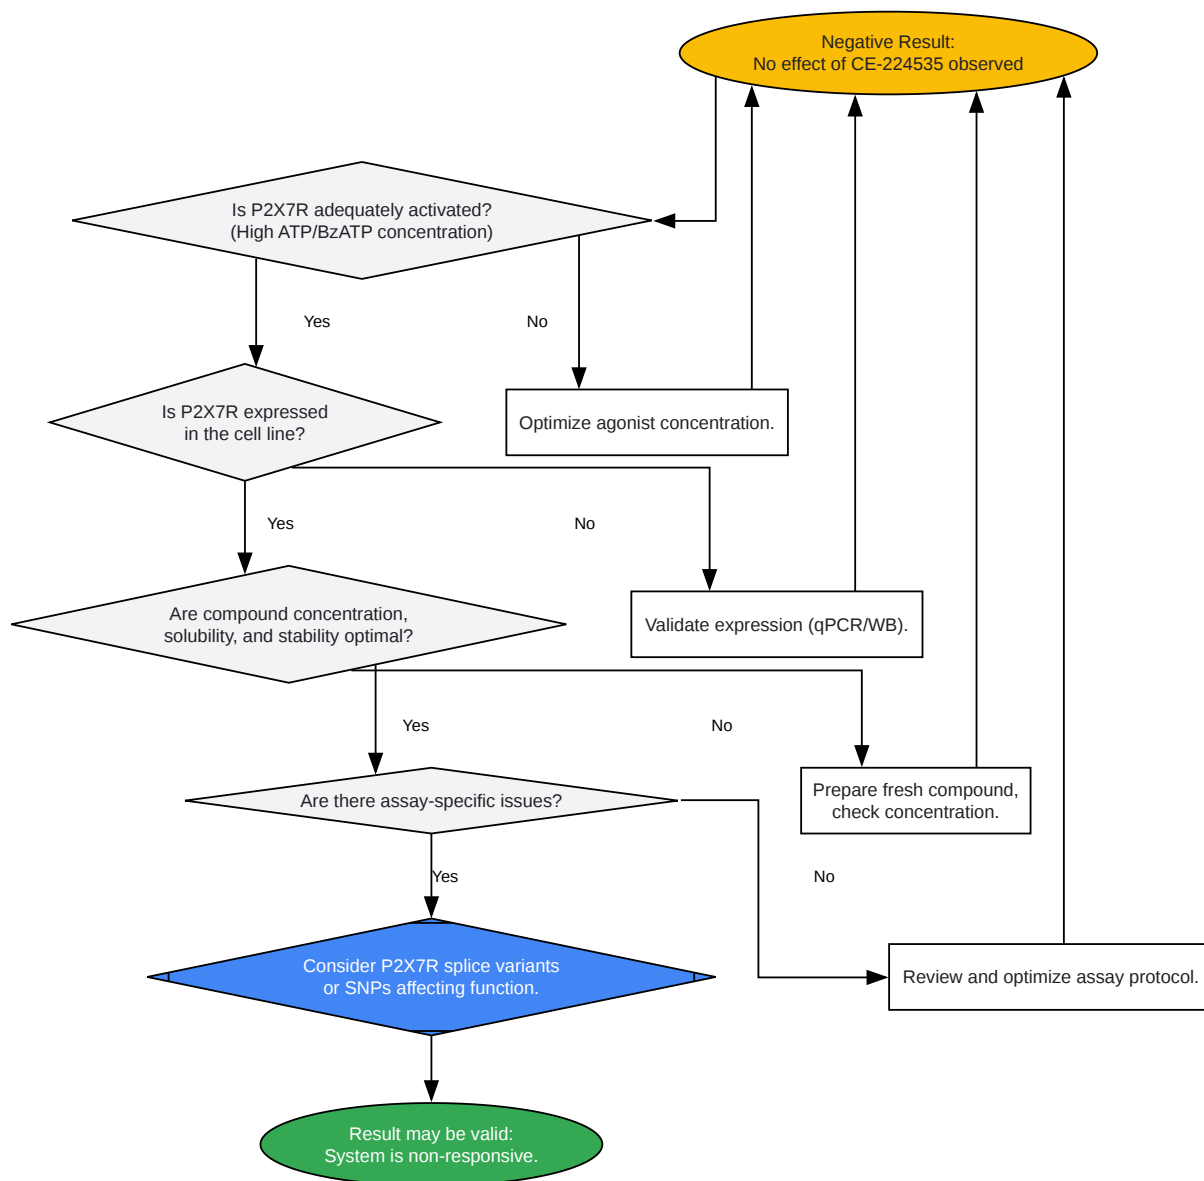 Negative Result:
No effect of CE-224535 observed
Is P2X7R adequately activated?
(High ATP/BzATP concentration)
Yes
No
Is P2X7R expressed
in the cell line?
Optimize agonist concentration.
Yes
No
Are compound concentration,
solubility, and stability optimal?
Validate expression (qPCR/WB).
Yes
No
Are there assay-specific issues?
Prepare fresh compound,
check concentration.
Yes
No
Consider P2X7R splice variants
or SNPs affecting function.
Review and optimize assay protocol.
Result may be valid:
System is non-responsive.